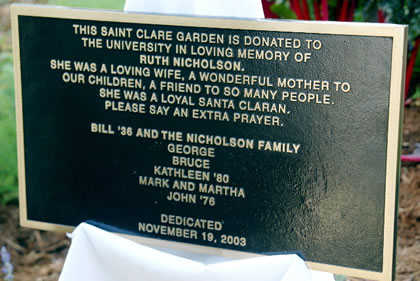 THIS SAINT CLARE GARDEN IS DONATED TO
THE UNIVERSITY IN LOVING MEMORY OF
RUTH NICHOLSON.
SHE WAS A LOVING WIFE, A WONDERFUL MOTHER TO
OUR CHILDREN, A FRIEND TO SO MANY PEOPLE.
SHE WAS A LOYAL SANTA CLARAN.
PLEASE SAY AN EXTRA PRAYER.
BILL '36 AND THE NICHOLSON FAMILY
GEORGE
BRUCE
KATHLEEN '80
MARK AND MARTHA
JOHN '76
DEDICATED
NOVEMBER 19, 2003